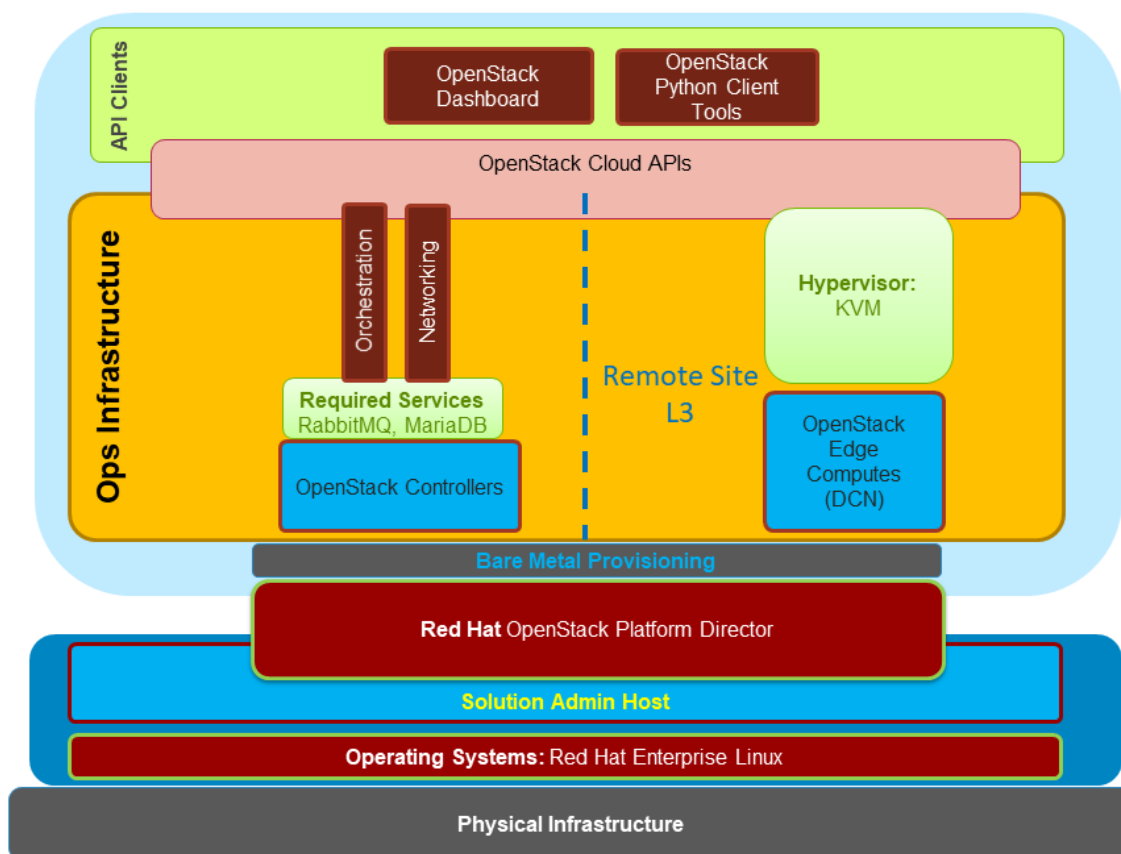 API Clients
OpenStack
Dashboard
OpenStack
Python Client
Tools
OpenStack Cloud APIs
Ops Infrastructure
Orchestration
Networking
Hypervisor:
KVM
Remote Site
L3
Required Services
RabbitMQ, MariaDB
OpenStack Controllers
OpenStack
Edge
Computes
(DCN)
Bare Metal Provisioning
Red Hat OpenStack Platform Director
Solution Admin Host
Operating Systems: Red Hat Enterprise Linux
Physical Infrastructure